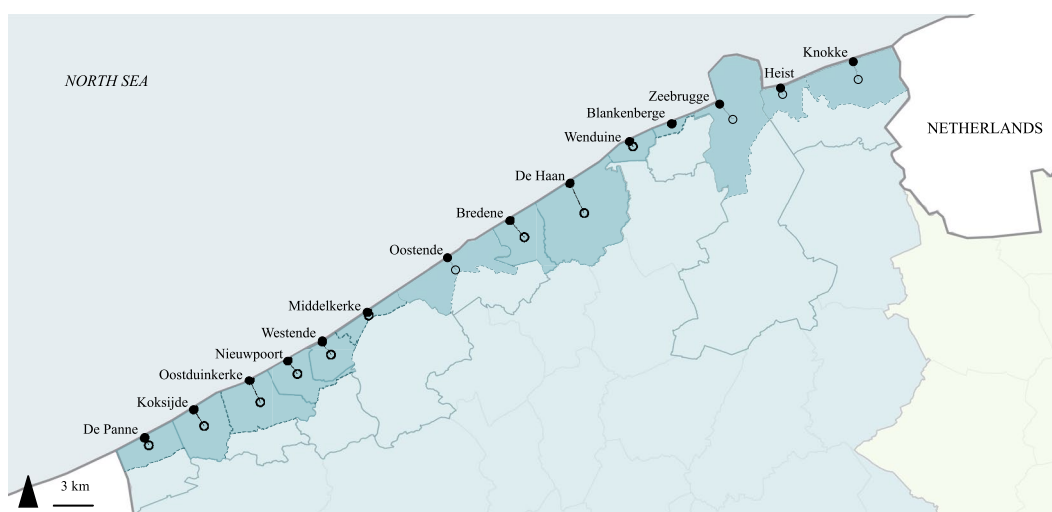 Knokke
Heist
NORTH SEA
Zeebrugge
Blankenberge
NETHERLANDS
Wenduine
De Haan
Bredene
Oostende
Middelkerke
Westende
Nieuwpoort
Oostduinkerke
Koksijde
De Panne
3 km